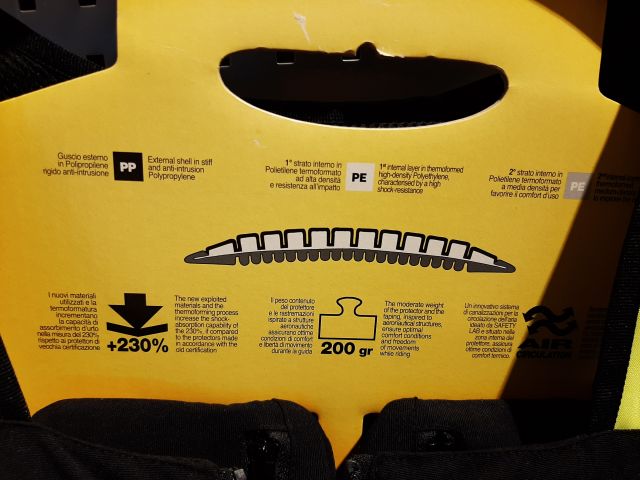 Guscio esterno
in Polipropilene
rigido anti-intrusione
PP
External shell in stiff
and anti-intrusion
Polypropylene
1° strato interno in
Polietilene termoformato
ad alta densità
e resistenza all'impatto
PE
1st internal layer in thermoformed
high-density Polyethylene,
characterised by a high
shock-resistance
2° strato interno in
Polietilene termoformato
a media densità per
favorire il comfort d'uso
PE
I nuovi materiali
utilizzati e la
termoformatura
incrementano
la capacità di
assorbimento d'urto
nella misura del 230%
rispetto ai protettori di
vecchia certificazione
+230%
The new exploited
materials and the
thermoforming process
increase the shock-
absorption capability of
the 230%, if compared
to the protectors made
in accordance with the
old certification
Il peso contenuto
del protettore
e le rastremazioni
ispirate a strutture
aeronautiche
assicurano ottime
condizioni di comfort
e libertà di movimento
durante la guida
200 gr
The moderate weight
of the protector and the
taping, inspired to
aeronautical structures,
ensure optimal
comfort conditions
and freedom
of movements
while riding
Un innovativo sistema
di canalizzazioni per la
circolazione dell'aria
ideato da SAFETY
LAB e situato nella
zona interna del
protettore, assicura
ottime condizioni di
comfort termico.
AIR
CIRCULATION